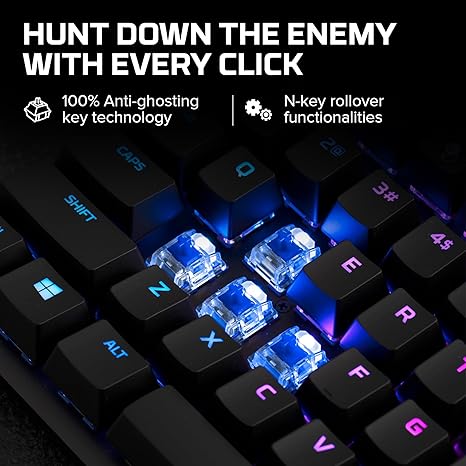 HUNT DOWN THE ENEMY
WITH EVERY CLICK
100% Anti-ghosting
key technology
N-key rollover
functionalities
CAPS
Q
2@
3#
4$
SHIFT
E
R
Z
X
ALT
C
F
V
G